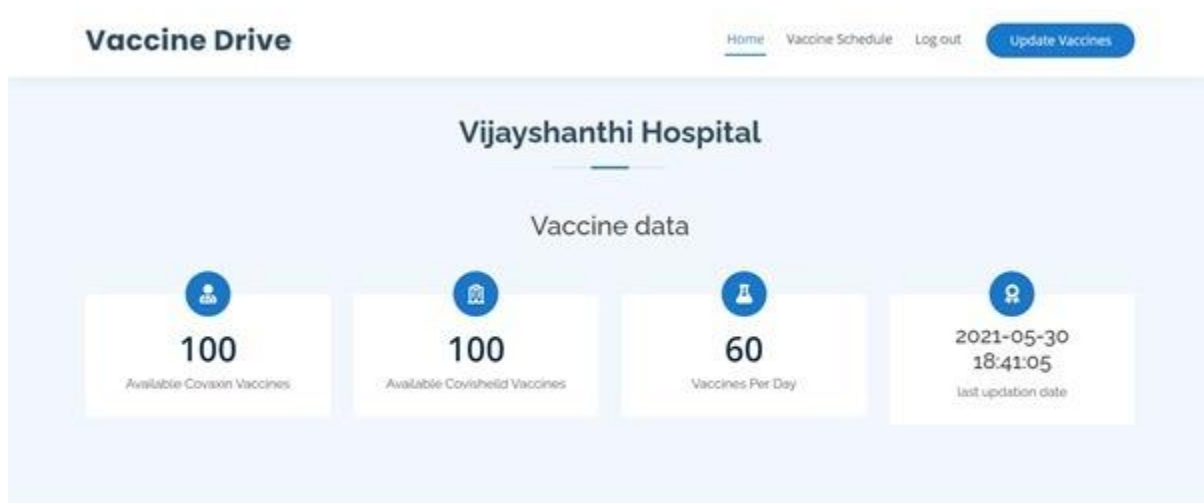 Vaccine Drive
Home Vaccine Schedule Log out Update Vaccines
Vijayshanthi Hospital
Vaccine data
100
Available Covaxin Vaccines
100
Available Covisheild Vaccines
60
Vaccines Per Day
2021-05-30
18:41:05
last updation date